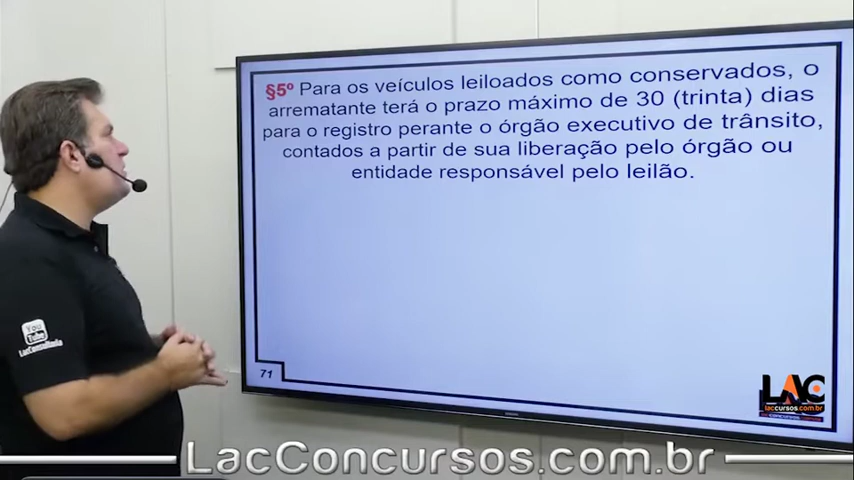 §5º Para os veículos leiloados como conservados, o
arrematante terá o prazo máximo de 30 (trinta) dias
para o registro perante o órgão executivo de trânsito,
contados a partir de sua liberação pelo órgão ou
entidade responsável pelo leilão.
You
Tube
71
LAC
laccursos.com.br
LacConcursos.com.br